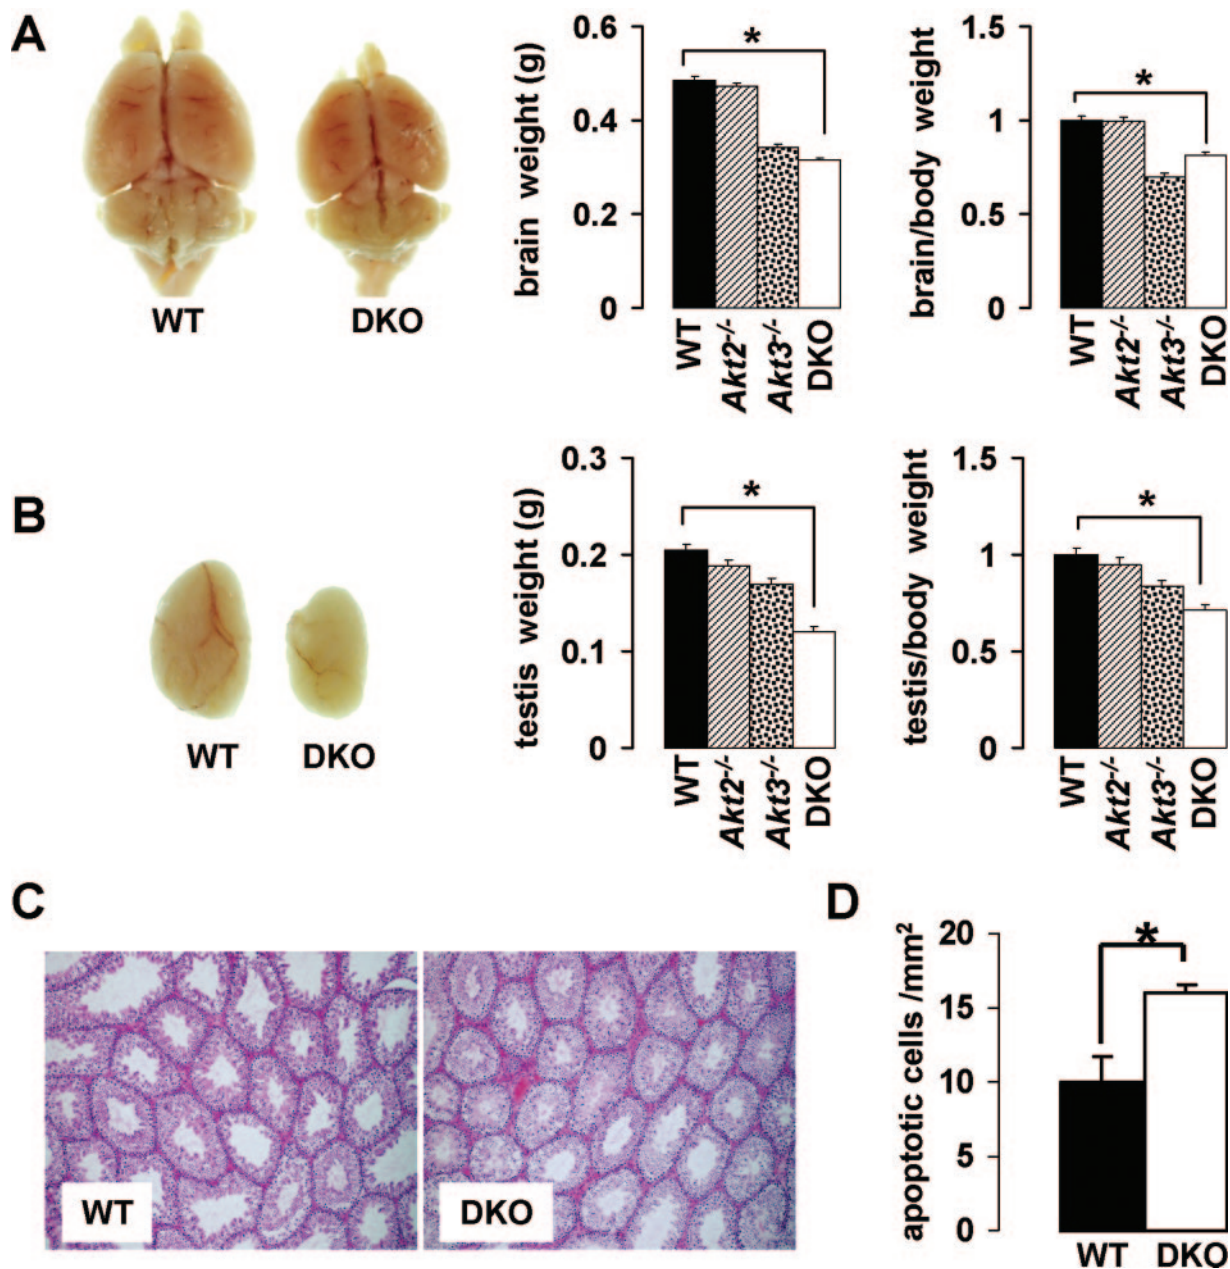 A
WT
DKO
brain weight (g)
0.6
0.4
0.2
0
*
WT
Akt2-/-
Akt3-/-
DKO
brain/body weight
1.5
1
0.5
0
*
WT
Akt2-/-
Akt3-/-
DKO
B
WT
DKO
testis weight (g)
0.3
0.2
0.1
0
*
WT
Akt2-/-
Akt3-/-
DKO
testis/body weight
1.5
1
0.5
0
*
WT
Akt2-/-
Akt3-/-
DKO
C
WT
DKO
D
apoptotic cells /mm2
20
15
10
5
0
*
WT
DKO